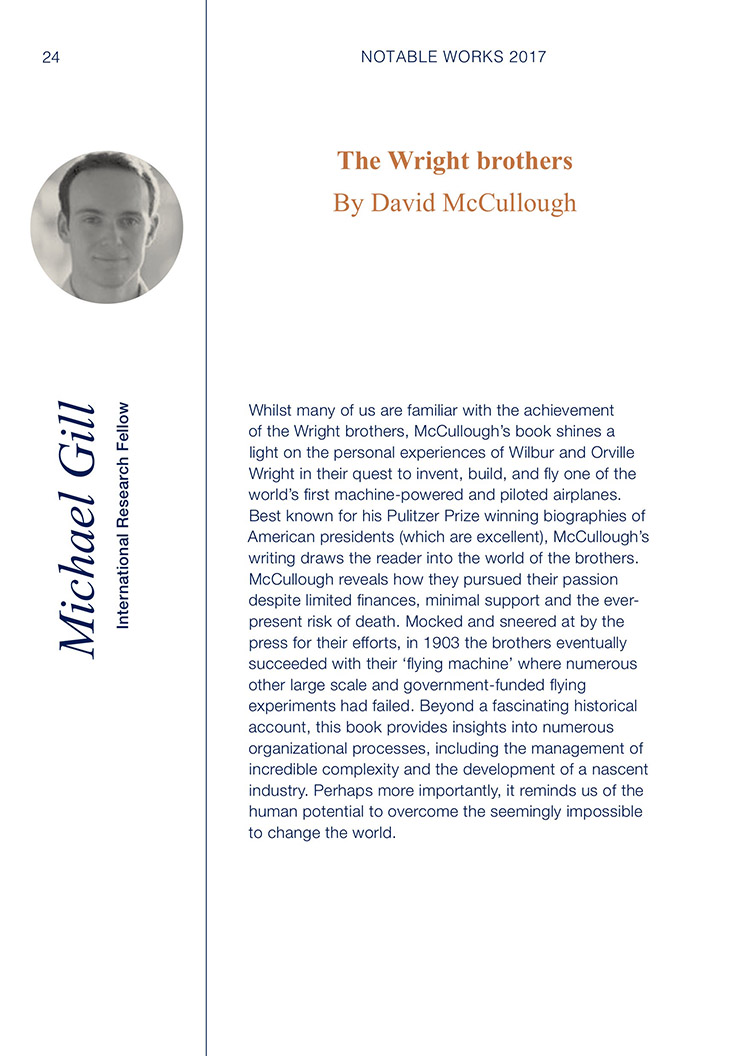 24
NOTABLE WORKS 2017
The Wright brothers
By David McCullough
Michael Gill
International Research Fellow
Whilst many of us are familiar with the achievement
of the Wright brothers, McCullough’s book shines a
light on the personal experiences of Wilbur and Orville
Wright in their quest to invent, build, and fly one of the
world’s first machine-powered and piloted airplanes.
Best known for his Pulitzer Prize winning biographies of
American presidents (which are excellent), McCullough’s
writing draws the reader into the world of the brothers.
McCullough reveals how they pursued their passion
despite limited finances, minimal support and the ever-
present risk of death. Mocked and sneered at by the
press for their efforts, in 1903 the brothers eventually
succeeded with their ‘flying machine’ where numerous
other large scale and government-funded flying
experiments had failed. Beyond a fascinating historical
account, this book provides insights into numerous
organizational processes, including the management of
incredible complexity and the development of a nascent
industry. Perhaps more importantly, it reminds us of the
human potential to overcome the seemingly impossible
to change the world.